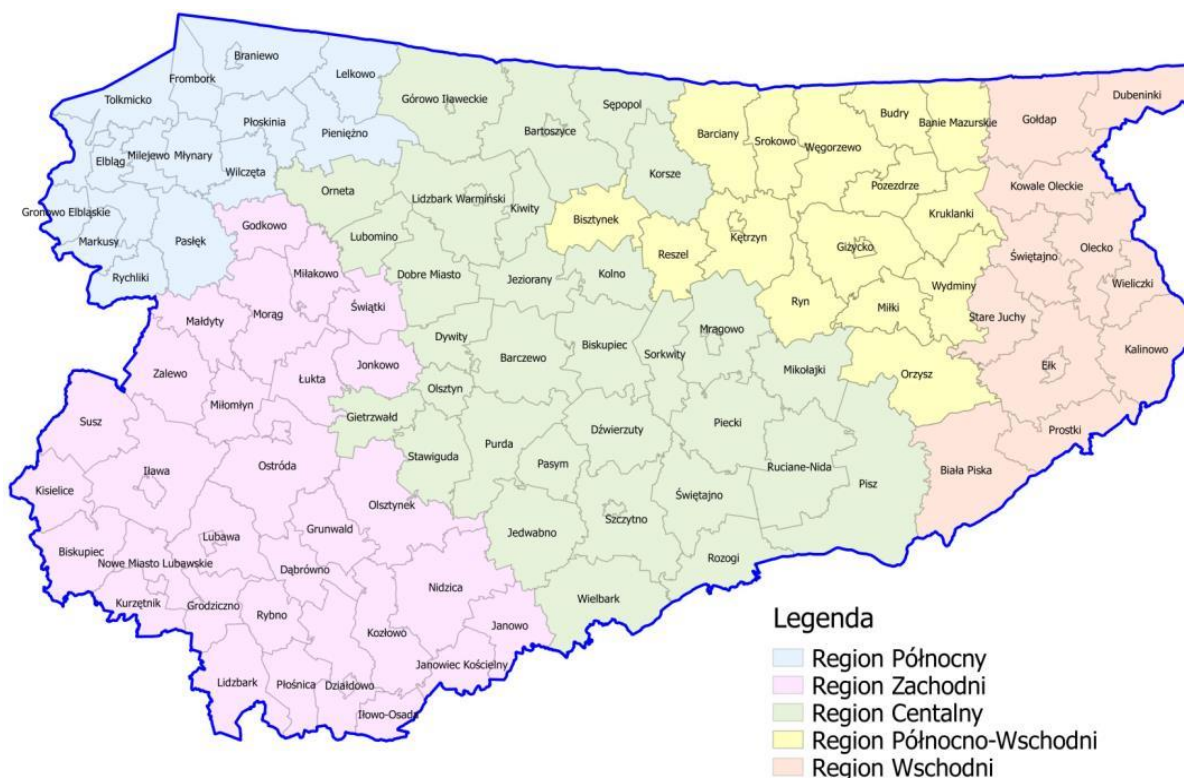 Braniewo
Lelkowo
Frombork
Tolkmicko
Płoskinia
Pieniężno
Elbląg
Milejewo
Młynary
Wilczęta
Gronowo Elbląskie
Markusy
Pasłęk
Rychliki
Górowo Iławeckie
Sępopol
Bartoszyce
Korsze
Orneta
Lidzbark Warmiński
Kiwity
Lubomino
Dobre Miasto
Jeziorany
Kolno
Barciany
Srokowo
Węgorzewo
Budry
Banie Mazurskie
Pozezdrze
Bisztynek
Reszel
Kętrzyn
Giżycko
Kruklanki
Wydminy
Ryn
Miłki
Orzysz
Dubeninki
Gołdap
Kowale Oleckie
Olecko
Świętajno
Wieliczki
Stare Juchy
Kalinowo
Ełk
Prostki
Biała Piska
Godkowo
Miłakowo
Świątki
Morąg
Małdyty
Zalewo
Łukta
Jonkowo
Miłomłyn
Susz
Iława
Ostróda
Kisielice
Olsztynek
Grunwald
Lubawa
Biskupiec
Nowe Miasto Lubawskie
Dąbrówno
Kurzętnik
Grodziczno
Rybno
Nidzica
Kozłowo
Janowo
Janowiec Kościelny
Lidzbark
Płośnica
Działdowo
Iłowo-Osada
Dywity
Barczewo
Biskupiec
Sorkwity
Mrągowo
Mikołajki
Olsztyn
Gietrzwałd
Stawiguda
Purda
Pasym
Dźwierzuty
Piecki
Ruciane-Nida
Pisz
Świętajno
Szczytno
Jedwabno
Rozogi
Wielbark
Legenda
Region Północny
Region Zachodni
Region Centalny
Region Północno-Wschodni
Region Wschodni